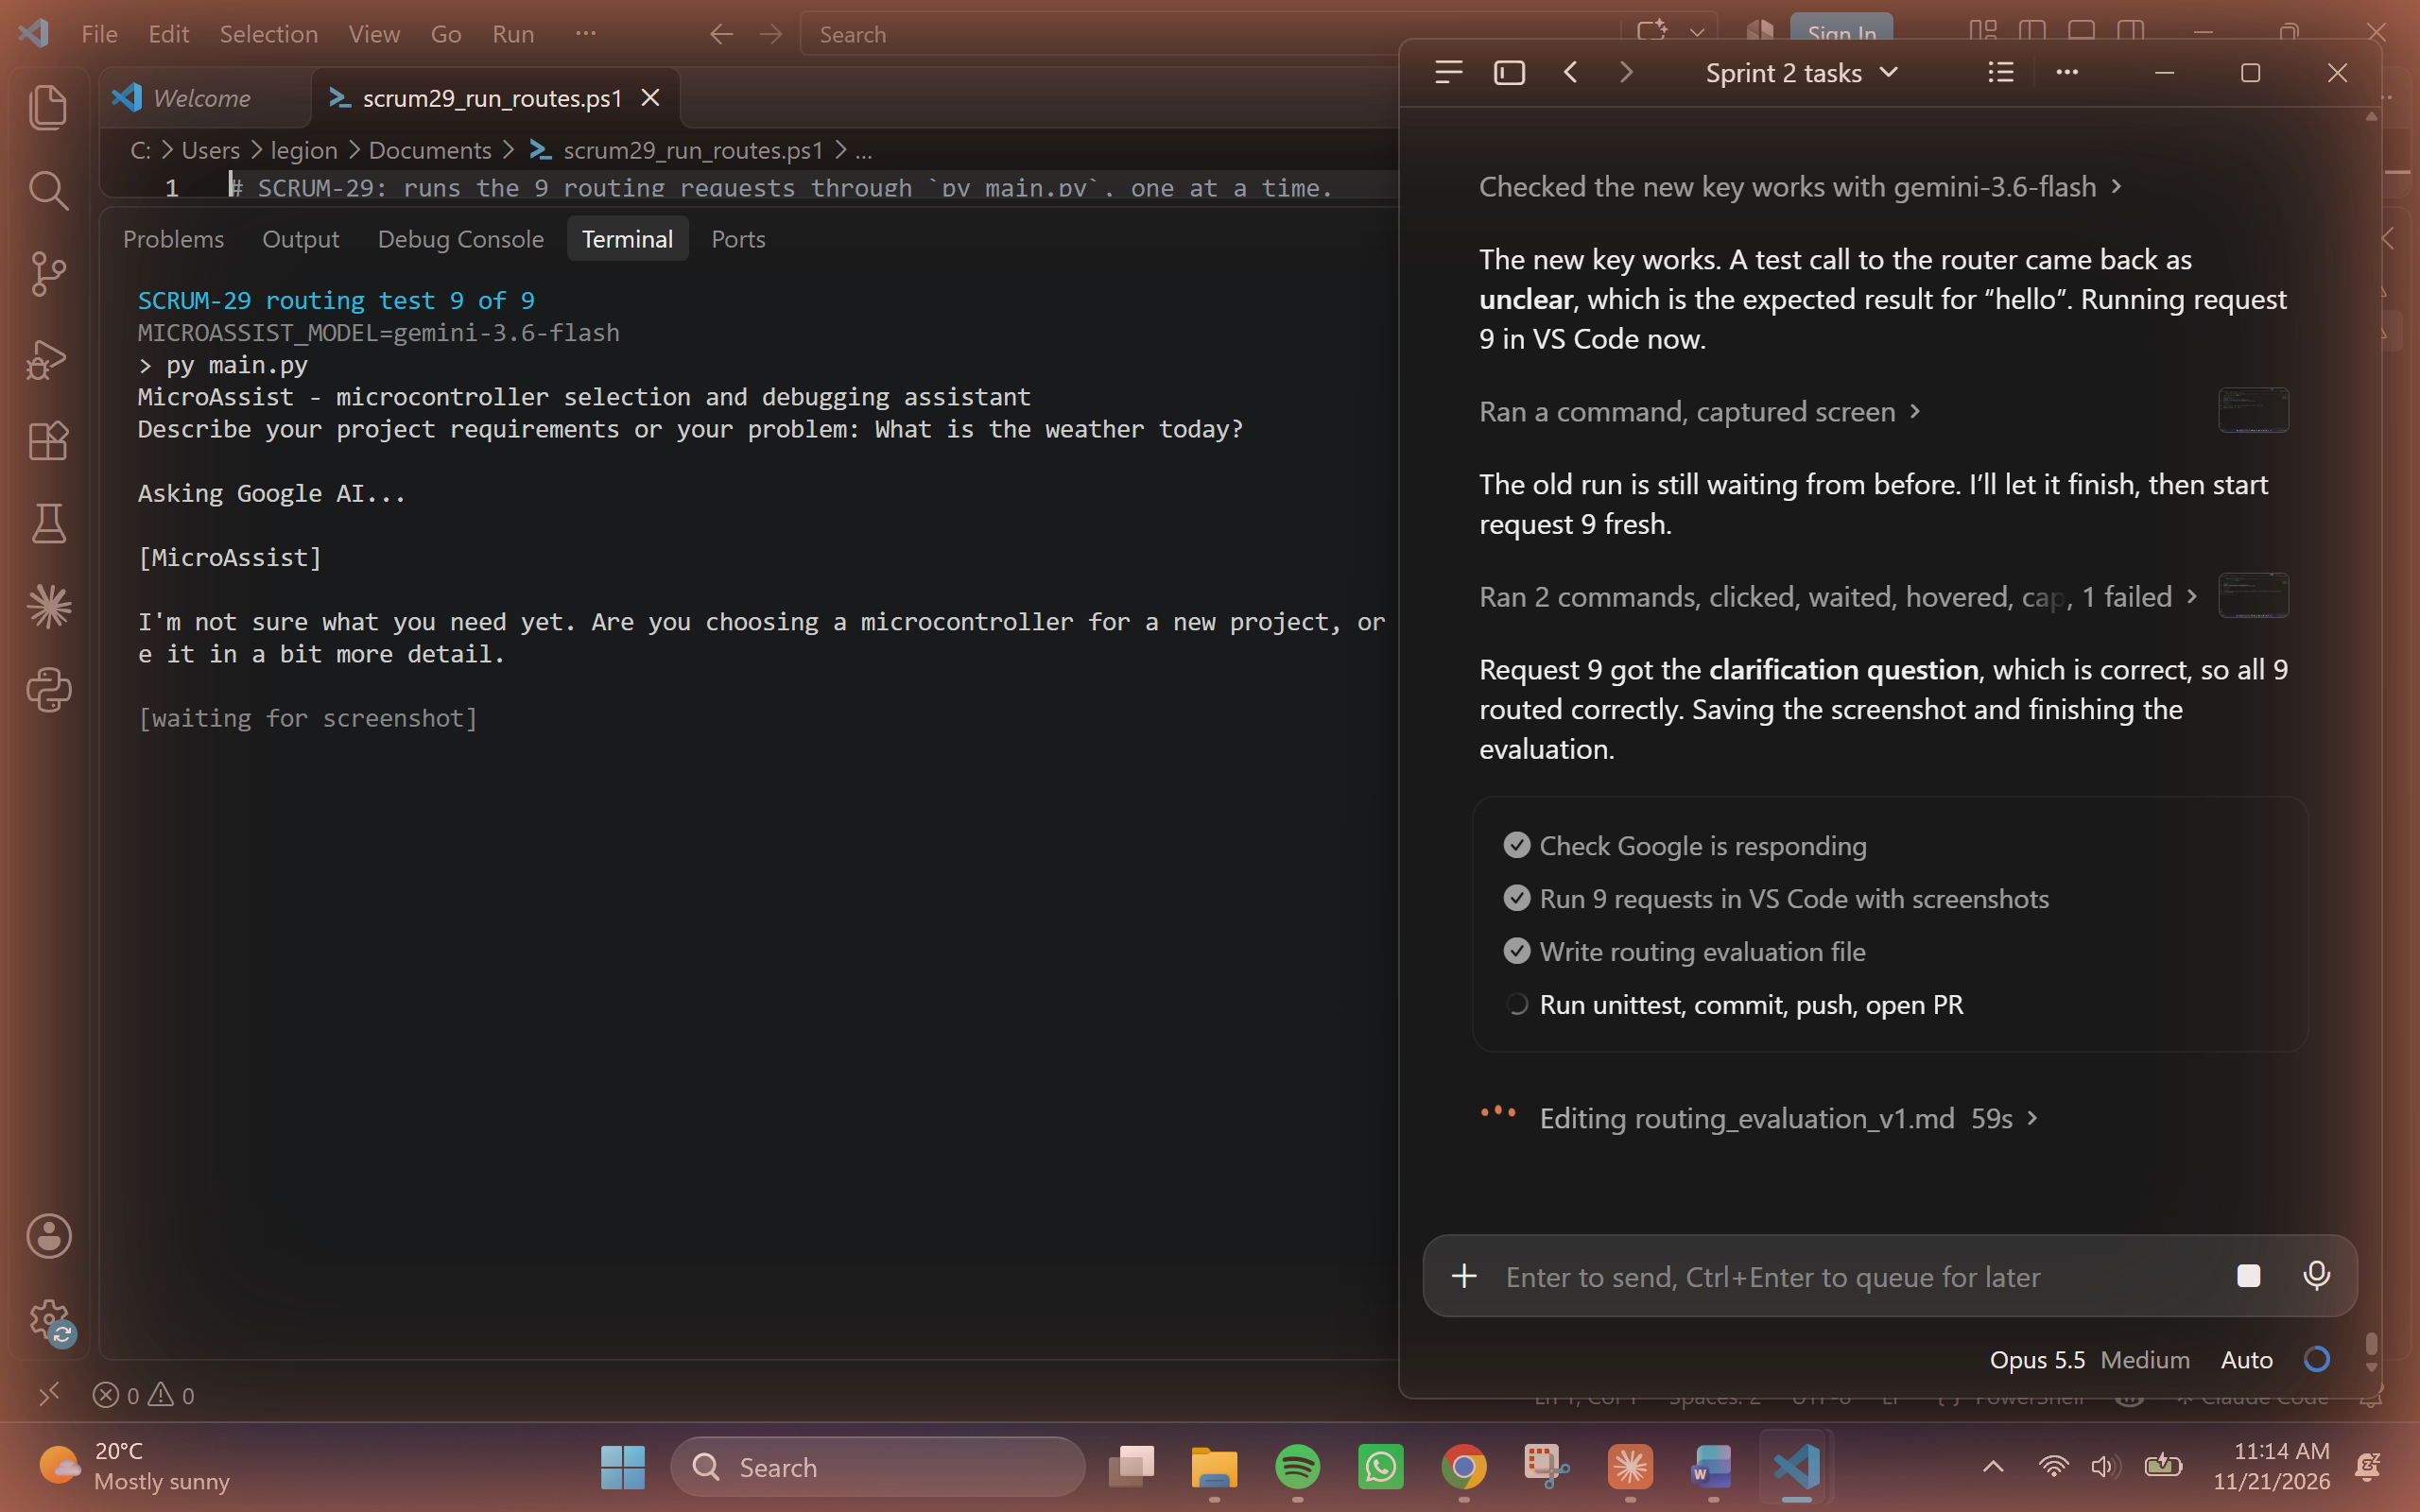 File Edit Selection View Go Run ··· Search Sign In
Welcome scrum29_run_routes.ps1
C: > Users > legion > Documents > scrum29_run_routes.ps1 > ...
1 # SCRUM-29: runs the 9 routing requests through `py main.py`, one at a time.
Problems Output Debug Console Terminal Ports
SCRUM-29 routing test 9 of 9
MICROASSIST_MODEL=gemini-3.6-flash
> py main.py
MicroAssist - microcontroller selection and debugging assistant
Describe your project requirements or your problem: What is the weather today?
Asking Google AI...
[MicroAssist]
I'm not sure what you need yet. Are you choosing a microcontroller for a new project, or
e it in a bit more detail.
[waiting for screenshot]
Sprint 2 tasks
Checked the new key works with gemini-3.6-flash >
The new key works. A test call to the router came back as
unclear, which is the expected result for “hello”. Running request
9 in VS Code now.
Ran a command, captured screen >
The old run is still waiting from before. I’ll let it finish, then start
request 9 fresh.
Ran 2 commands, clicked, waited, hovered, cap, 1 failed >
Request 9 got the clarification question, which is correct, so all 9
routed correctly. Saving the screenshot and finishing the
evaluation.
Check Google is responding
Run 9 requests in VS Code with screenshots
Write routing evaluation file
Run unittest, commit, push, open PR
Editing routing_evaluation_v1.md 59s >
Enter to send, Ctrl+Enter to queue for later
Opus 5.5 Medium Auto
0 0 Ln 1, Col 1 Spaces: 2 UTF-8 LF { } PowerShell Claude Code
20°C
Mostly sunny
Search
11:14 AM
11/21/2026